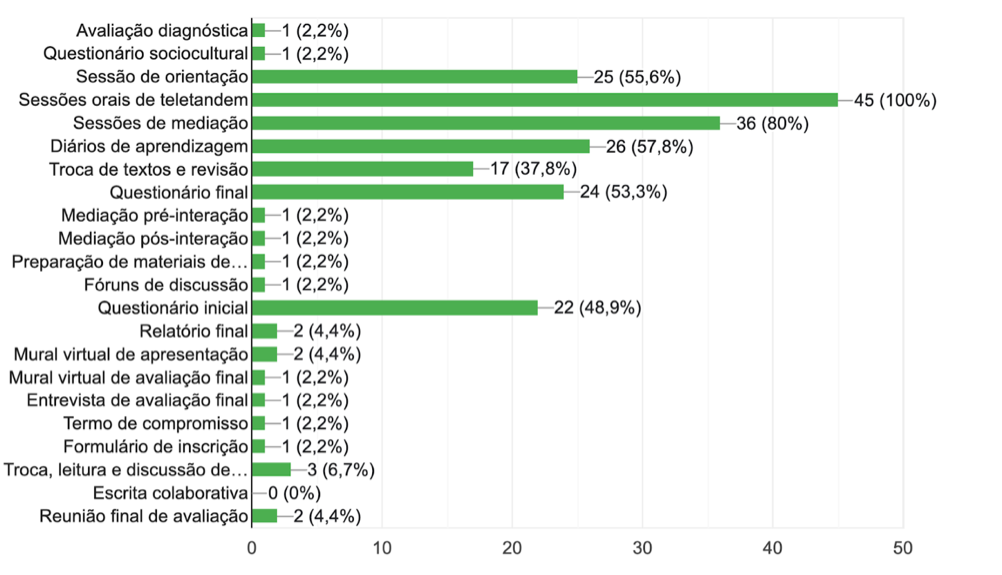 Avaliação diagnóstica 1 (2,2%)
Questionário sociocultural 1 (2,2%)
Sessão de orientação 25 (55,6%)
Sessões orais de teletandem 45 (100%)
Sessões de mediação 36 (80%)
Diários de aprendizagem 26 (57,8%)
Troca de textos e revisão 17 (37,8%)
Questionário final 24 (53,3%)
Mediação pré-interação 1 (2,2%)
Mediação pós-interação 1 (2,2%)
Preparação de materiais de… 1 (2,2%)
Fóruns de discussão 1 (2,2%)
Questionário inicial 22 (48,9%)
Relatório final 2 (4,4%)
Mural virtual de apresentação 2 (4,4%)
Mural virtual de avaliação final 1 (2,2%)
Entrevista de avaliação final 1 (2,2%)
Termo de compromisso 1 (2,2%)
Formulário de inscrição 1 (2,2%)
Troca, leitura e discussão de… 3 (6,7%)
Escrita colaborativa 0 (0%)
Reunião final de avaliação 2 (4,4%)
0 10 20 30 40 50